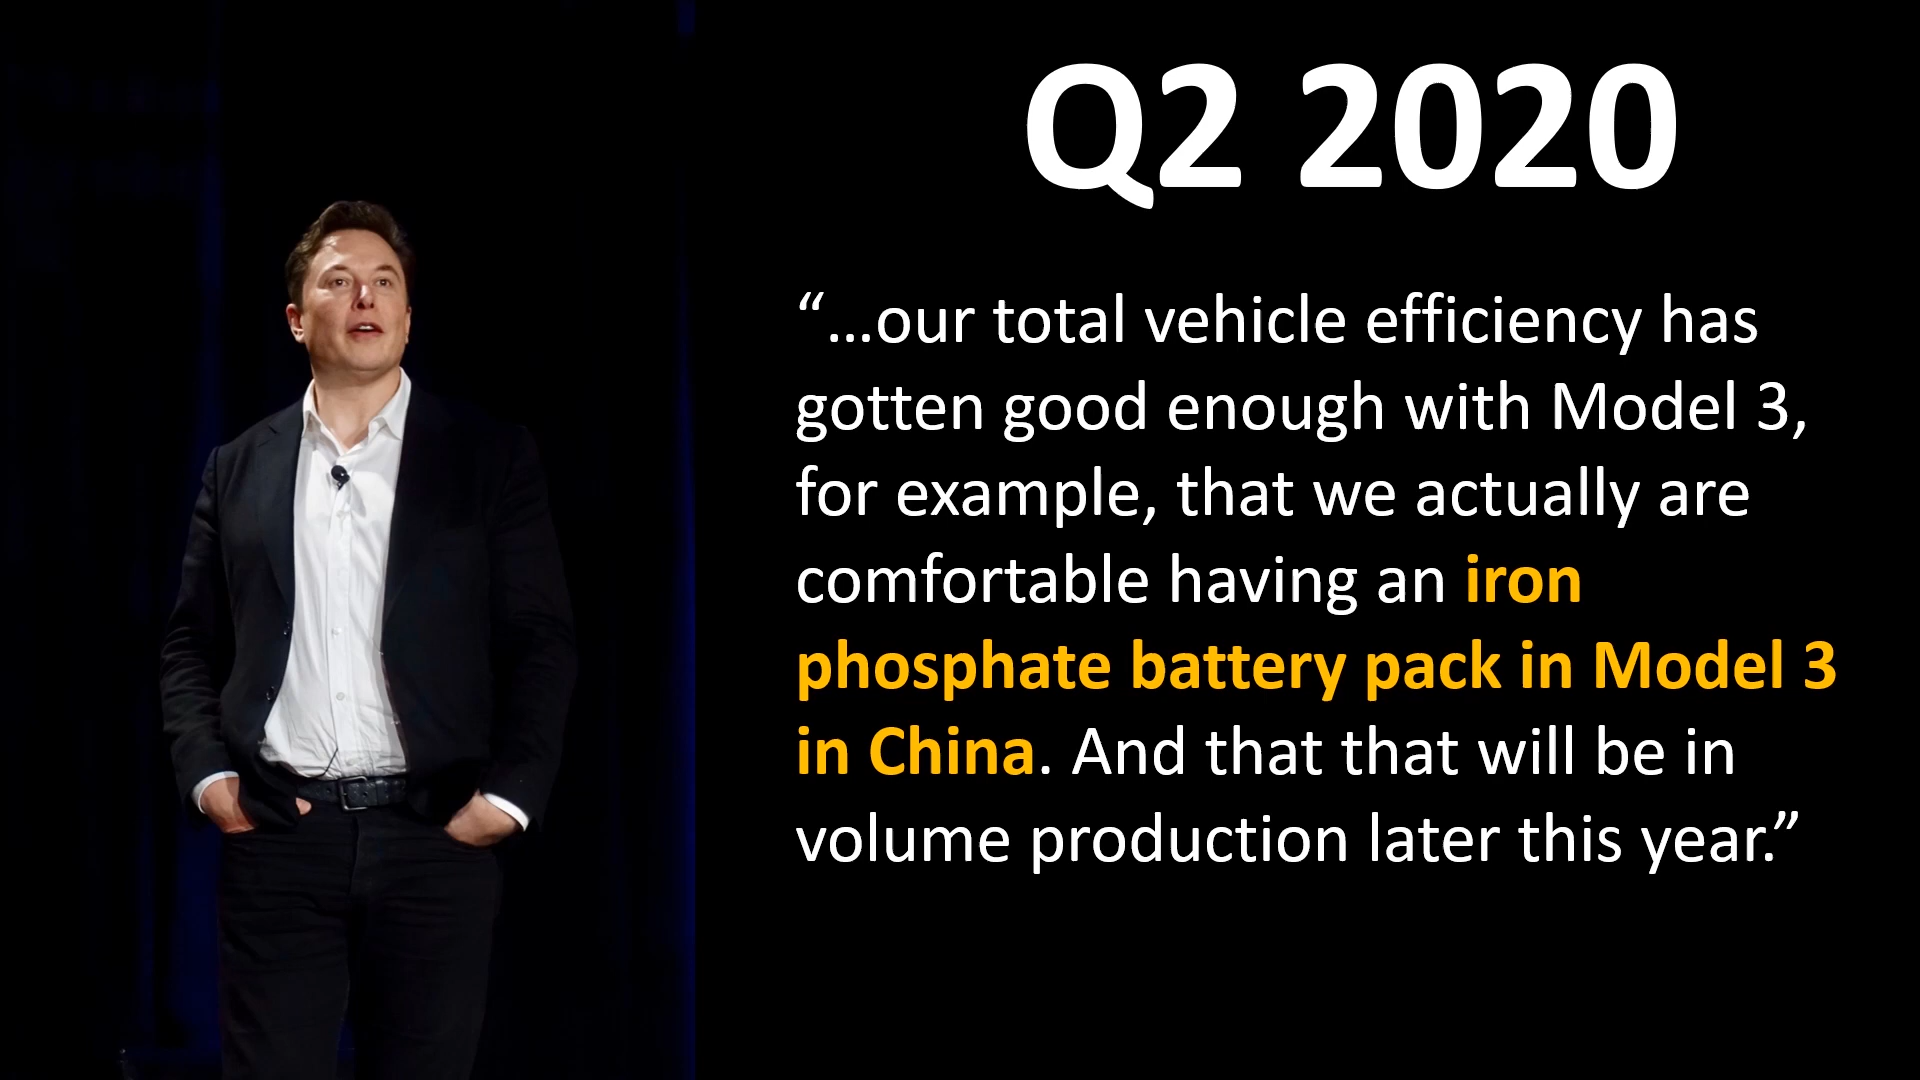 Q2 2020
“…our total vehicle efficiency has
gotten good enough with Model 3,
for example, that we actually are
comfortable having an iron
phosphate battery pack in Model 3
in China. And that that will be in
volume production later this year.”